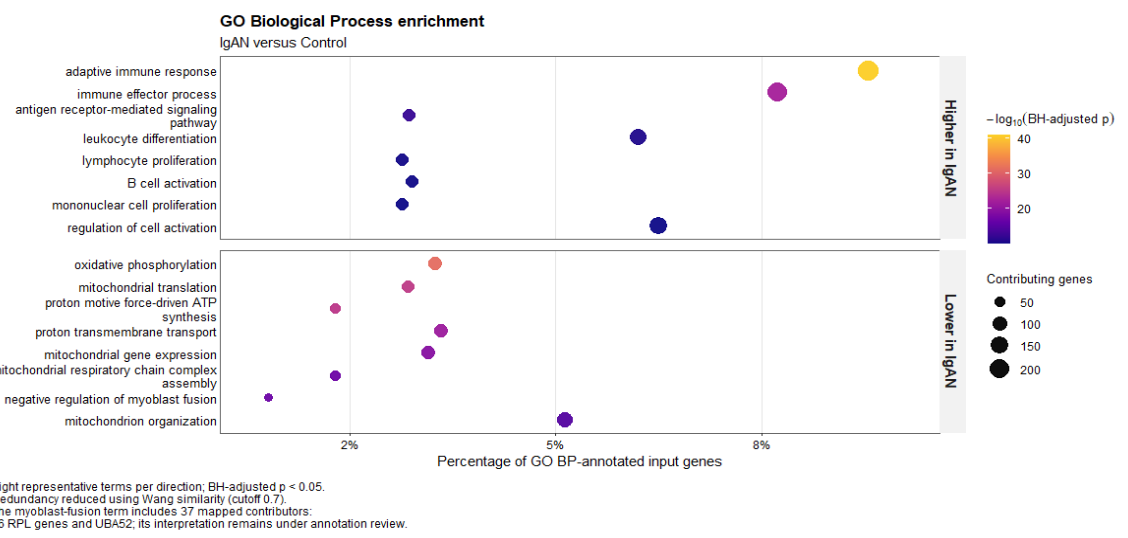 GO Biological Process enrichment
IgAN versus Control
adaptive immune response
immune effector process
antigen receptor-mediated signaling
pathway
leukocyte differentiation
lymphocyte proliferation
B cell activation
mononuclear cell proliferation
regulation of cell activation
Higher in IgAN
oxidative phosphorylation
mitochondrial translation
proton motive force-driven ATP
synthesis
proton transmembrane transport
mitochondrial gene expression
itochondrial respiratory chain complex
assembly
negative regulation of myoblast fusion
mitochondrion organization
Lower in IgAN
2% 5% 8%
Percentage of GO BP-annotated input genes
−log₁₀(BH-adjusted p)
40
30
20
Contributing genes
50
100
150
200
ight representative terms per direction; BH-adjusted p < 0.05.
edundancy reduced using Wang similarity (cutoff 0.7).
ne myoblast-fusion term includes 37 mapped contributors:
6 RPL genes and UBA52; its interpretation remains under annotation review.